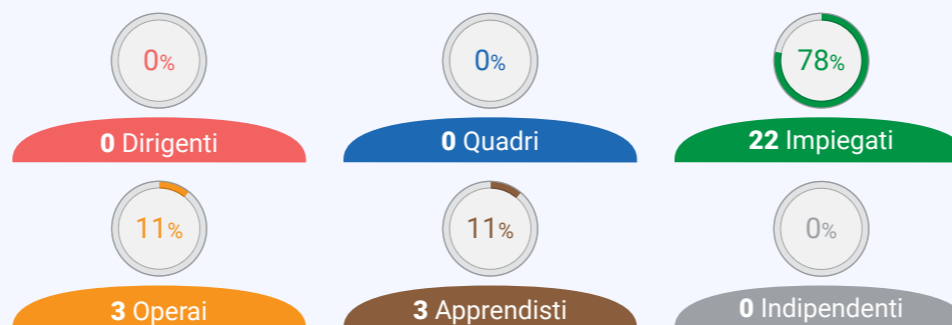 0% 0% 78%
0 Dirigenti 0 Quadri 22 Impiegati
11% 11% 0%
3 Operai 3 Apprendisti 0 Indipendenti